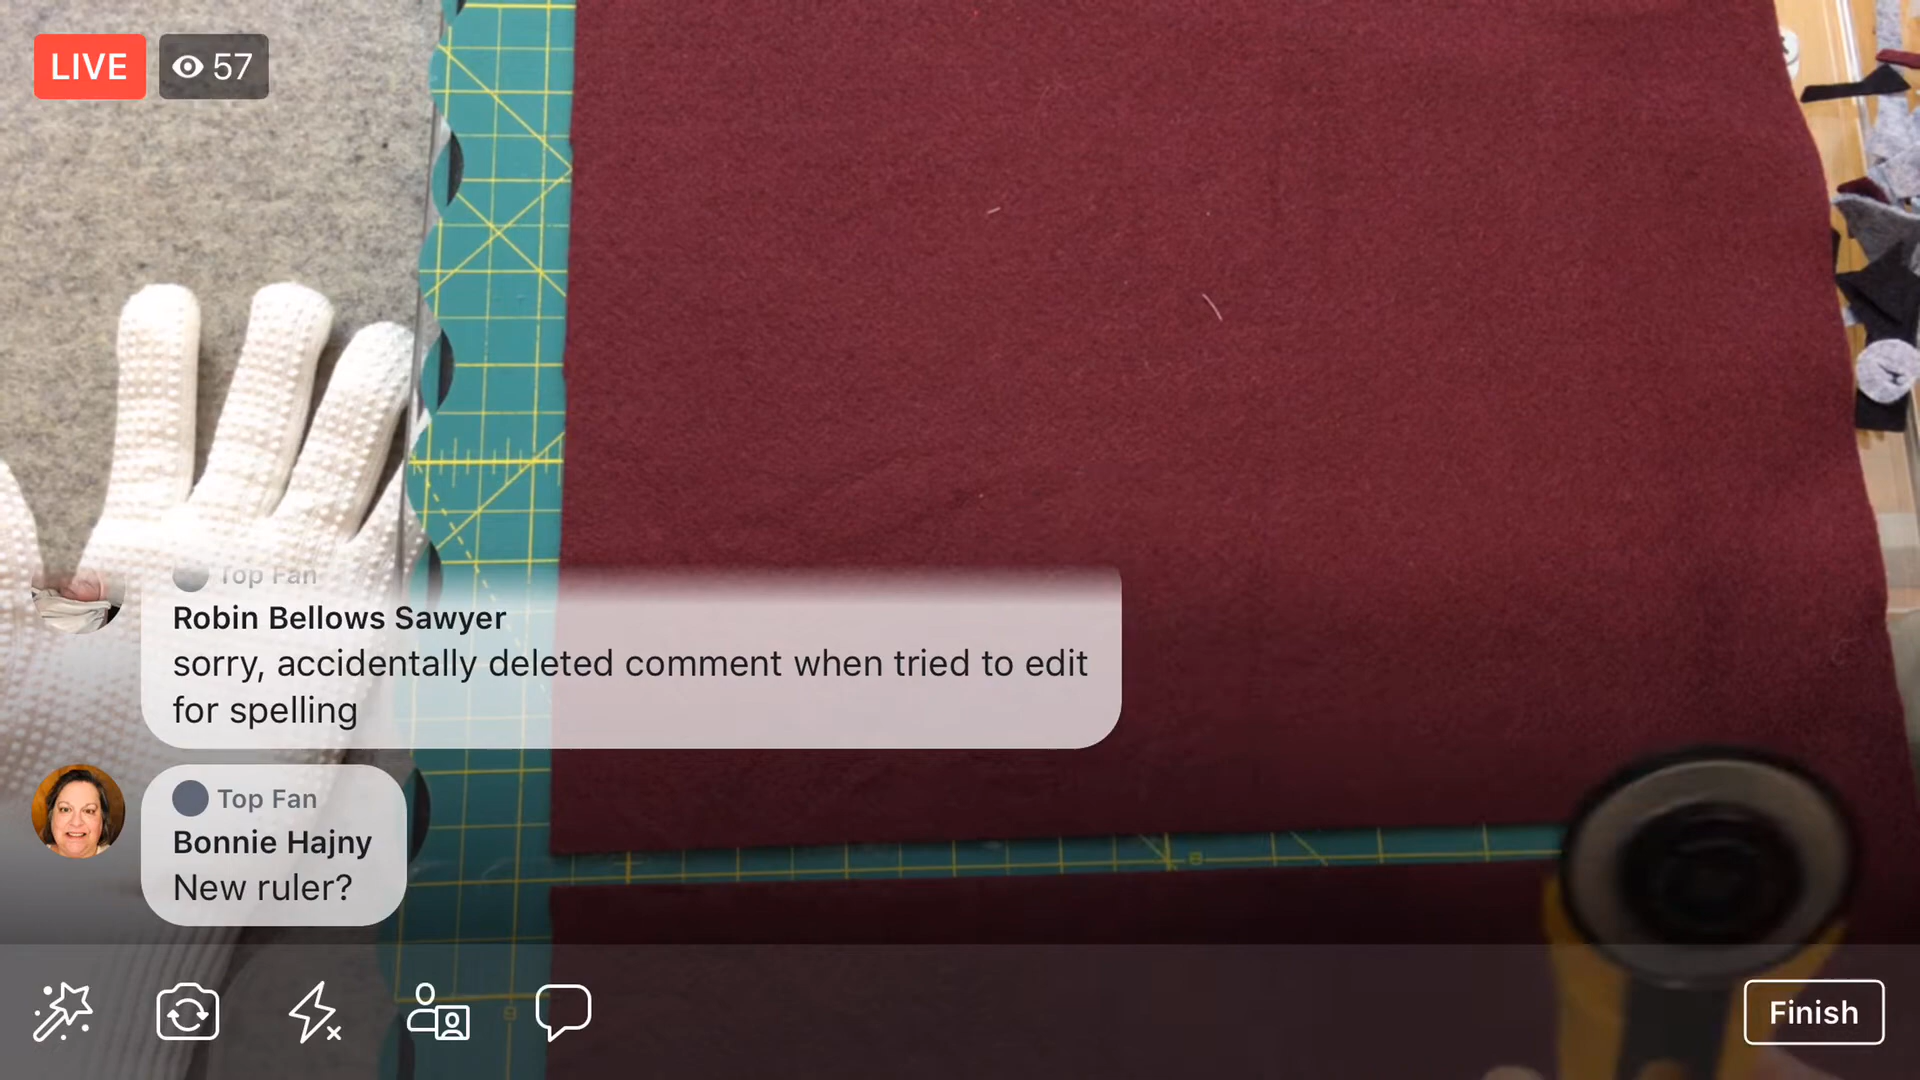 LIVE
57
Top Fan
Robin Bellows Sawyer
sorry, accidentally deleted comment when tried to edit
for spelling
Top Fan
Bonnie Hajny
New ruler?
8
Finish